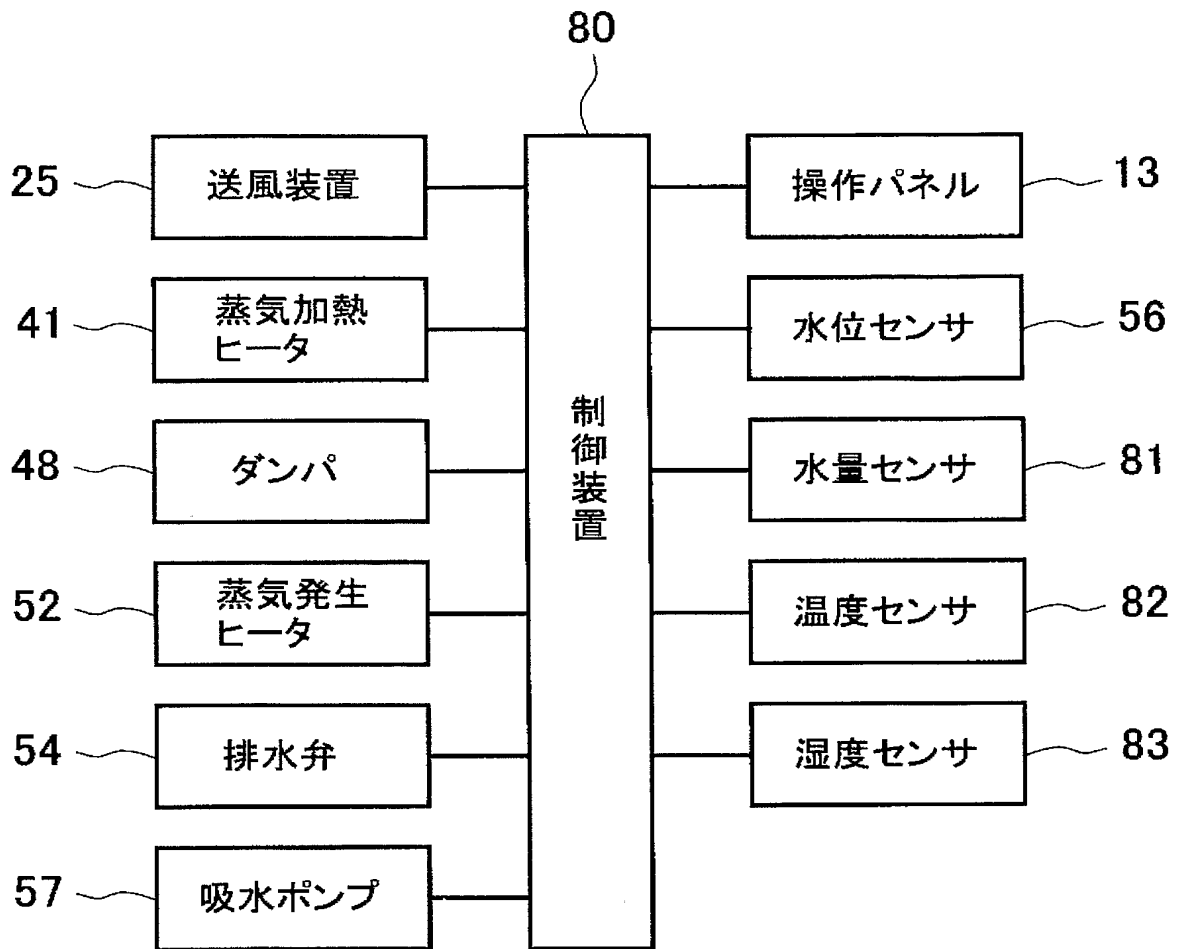 80
25
送風装置
操作パネル
13
41
蒸気加熱
ヒータ
水位センサ
56
制御装置
48
ダンパ
水量センサ
81
52
蒸気発生
ヒータ
温度センサ
82
54
排水弁
湿度センサ
83
57
吸水ポンプ